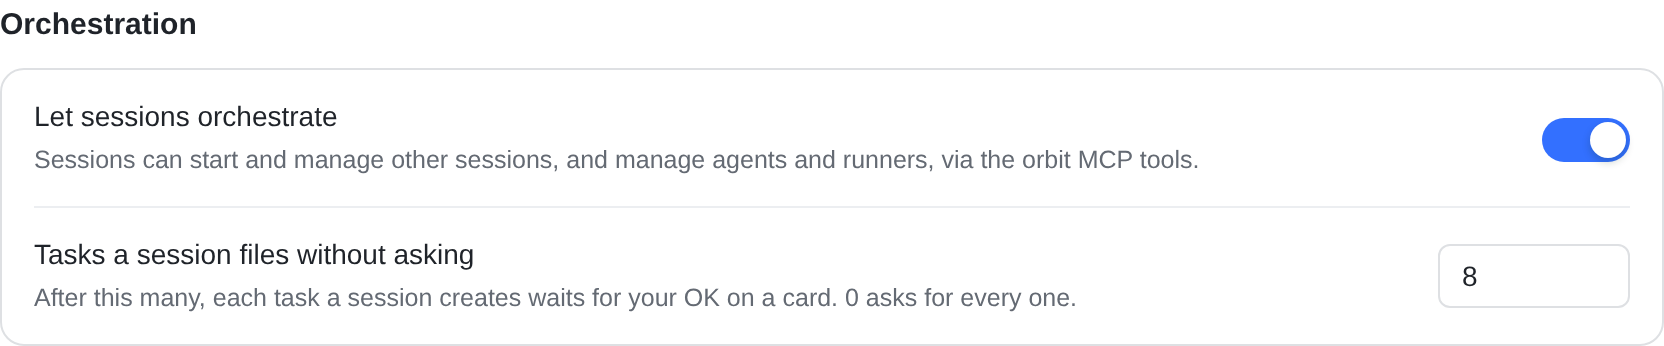 Orchestration
Let sessions orchestrate
Sessions can start and manage other sessions, and manage agents and runners, via the orbit MCP tools.
Tasks a session files without asking
After this many, each task a session creates waits for your OK on a card. 0 asks for every one.
8